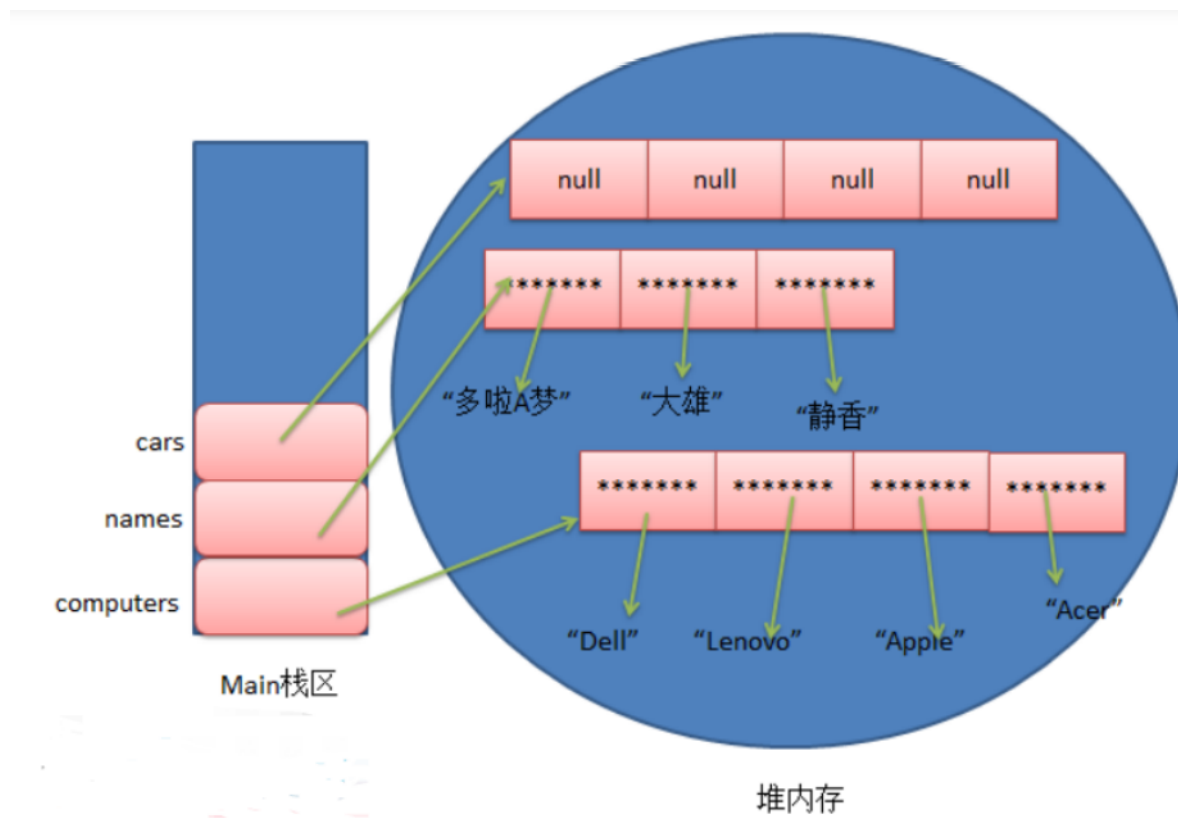 null null null null
******* ******* *******
“多啦A梦” “大雄” “静香”
cars
******* ******* ******* *******
names
computers
“Acer”
“Dell” “Lenovo” “Apple”
Main栈区
堆内存